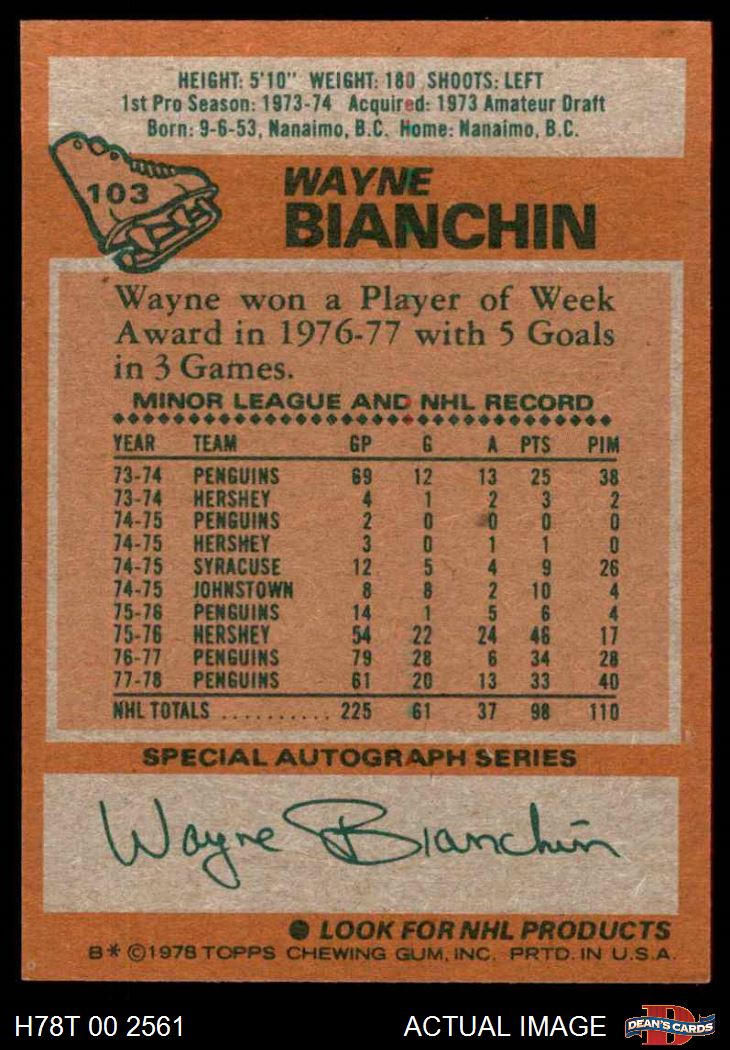 HEIGHT: 5'10" WEIGHT: 180 SHOOTS: LEFT
1st Pro Season: 1973-74 Acquired: 1973 Amateur Draft
Born: 9-6-53, Nanaimo, B.C. Home: Nanaimo, B.C.
103
WAYNE
BIANCHIN
Wayne won a Player of Week
Award in 1976-77 with 5 Goals
in 3 Games.
MINOR LEAGUE AND NHL RECORD
YEAR TEAM GP G A PTS PIM
73-74 PENGUINS 69 12 13 25 38
73-74 HERSHEY 4 1 2 3 2
74-75 PENGUINS 2 0 0 0 0
74-75 HERSHEY 3 0 1 1 0
74-75 SYRACUSE 12 5 4 9 26
74-75 JOHNSTOWN 8 8 2 10 4
75-76 PENGUINS 14 1 5 6 4
75-76 HERSHEY 54 22 24 46 17
76-77 PENGUINS 79 28 6 34 28
77-78 PENGUINS 61 20 13 33 40
NHL TOTALS .......... 225 61 37 98 110
SPECIAL AUTOGRAPH SERIES
Wayne Bianchin
LOOK FOR NHL PRODUCTS
B* ©1978 TOPPS CHEWING GUM, INC. PRTD. IN U.S.A.
H78T 00 2561 ACTUAL IMAGE D DEAN'S CARDS